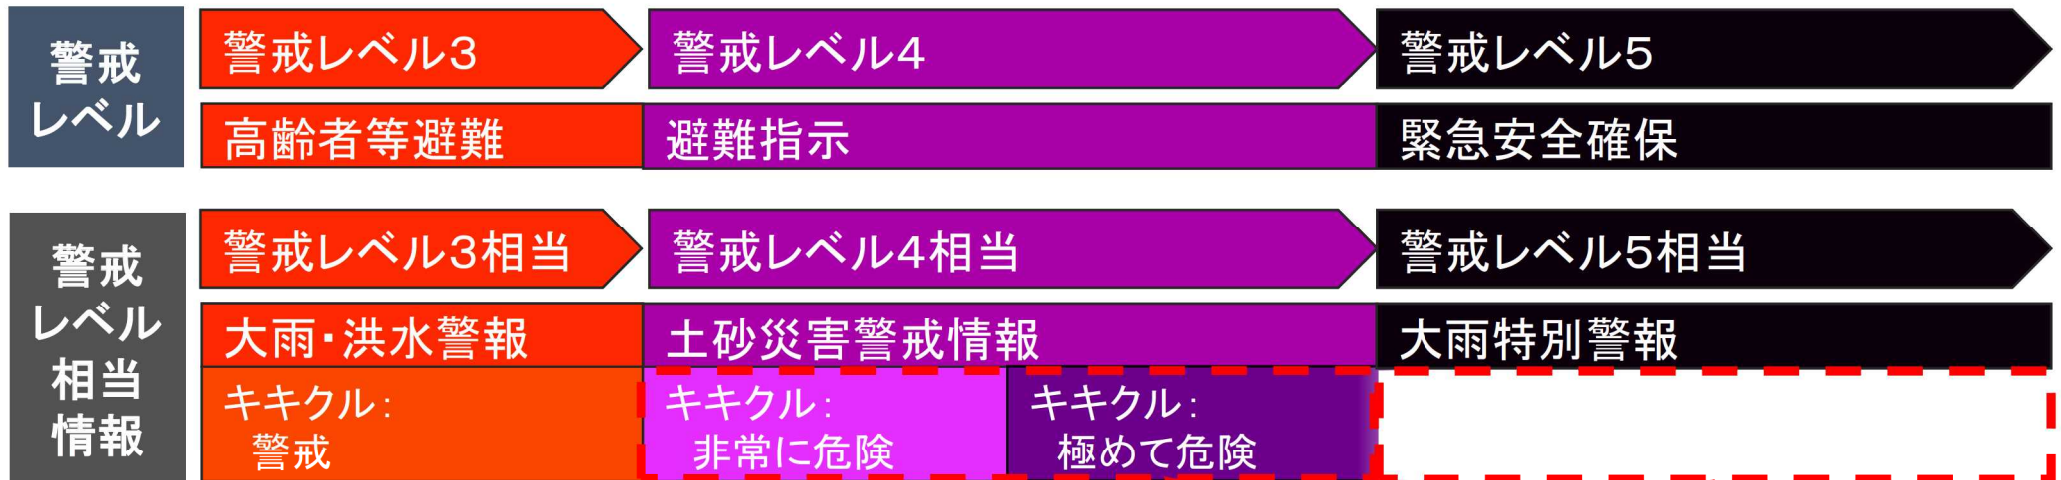 警戒
レベル
警戒レベル3
警戒レベル4
警戒レベル5
高齢者等避難
避難指示
緊急安全確保
警戒
レベル
相当
情報
警戒レベル3相当
警戒レベル4相当
警戒レベル5相当
大雨・洪水警報
土砂災害警戒情報
大雨特別警報
キキクル：
警戒
キキクル：
非常に危険
キキクル：
極めて危険